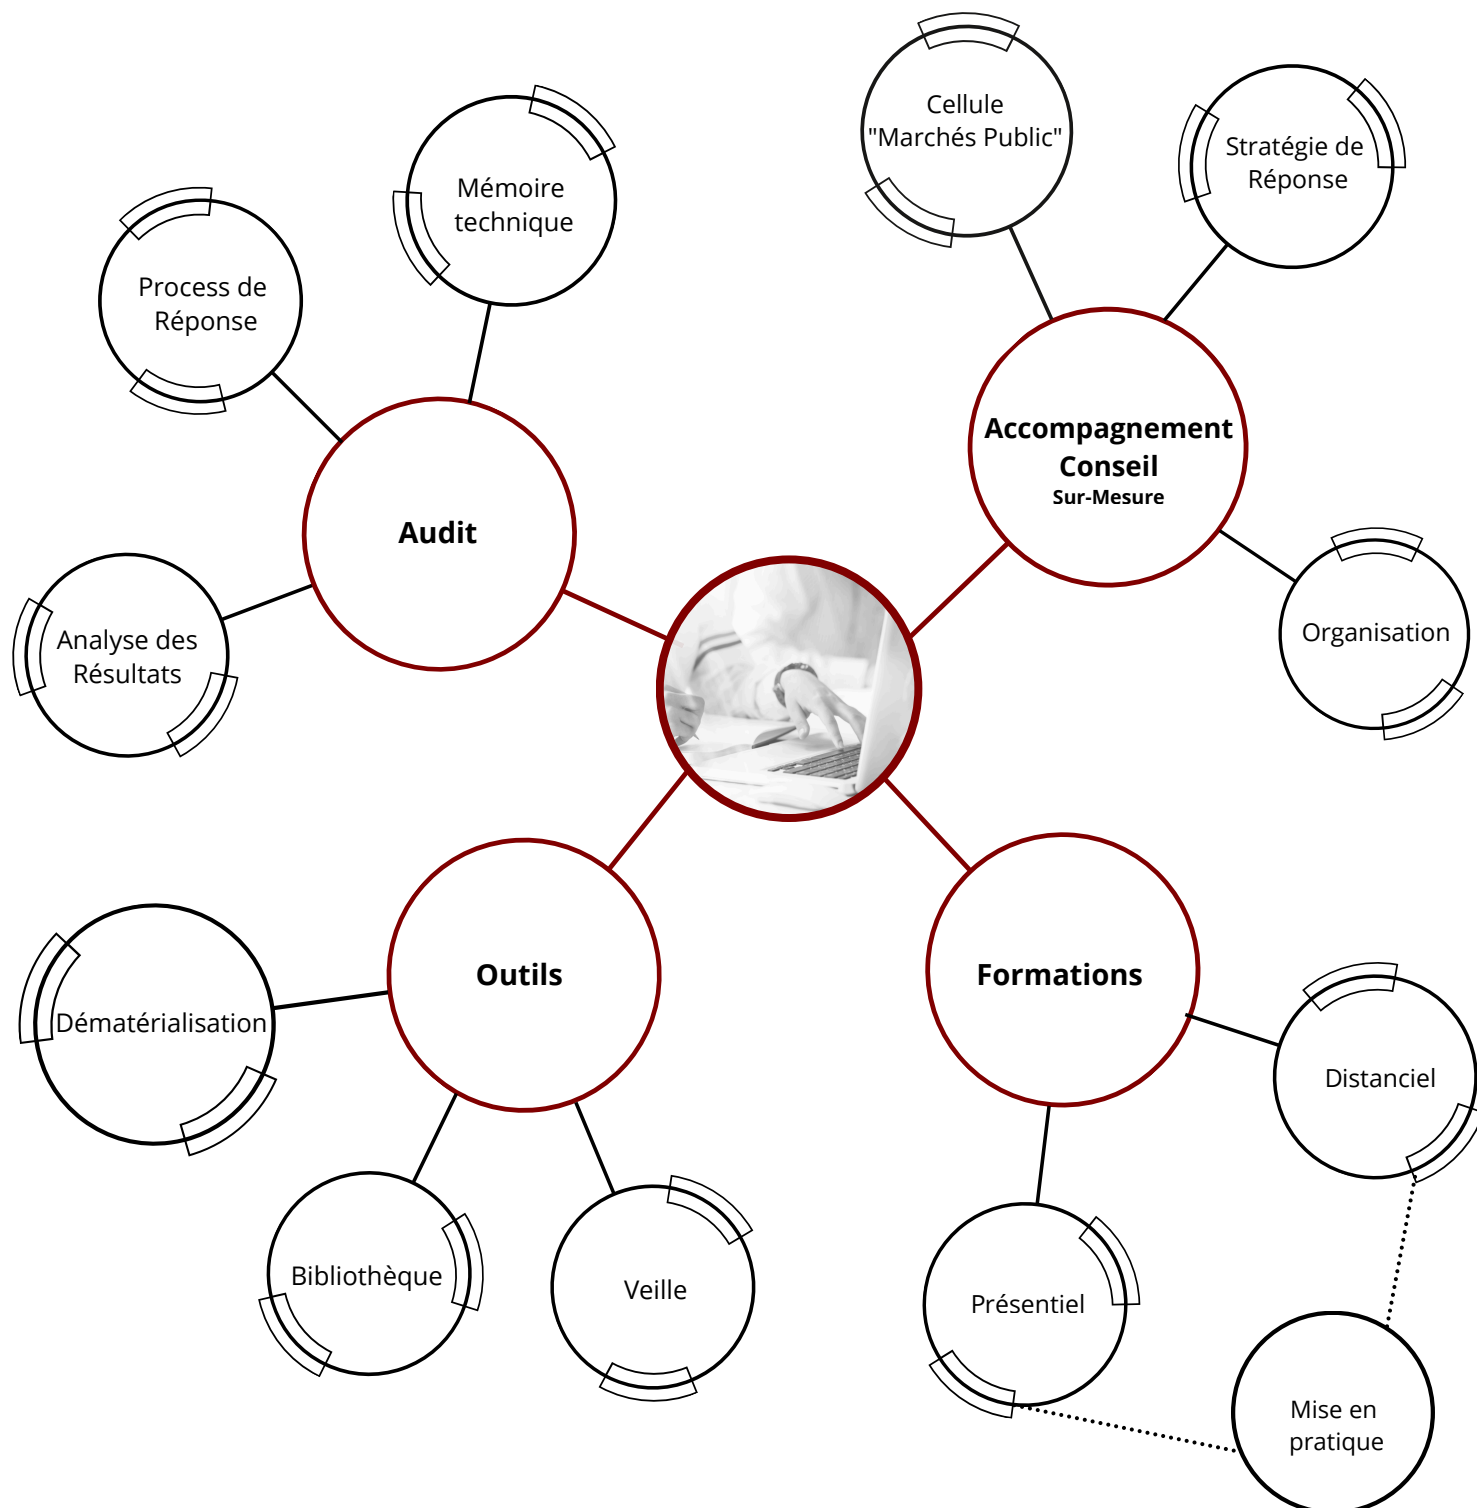 Cellule
"Marchés Public"
Stratégie de
Réponse
Mémoire
technique
Process de
Réponse
Accompagnement
Conseil
Sur-Mesure
Audit
Organisation
Analyse des
Résultats
Outils
Formations
Dématérialisation
Distanciel
Bibliothèque
Veille
Présentiel
Mise en
pratique